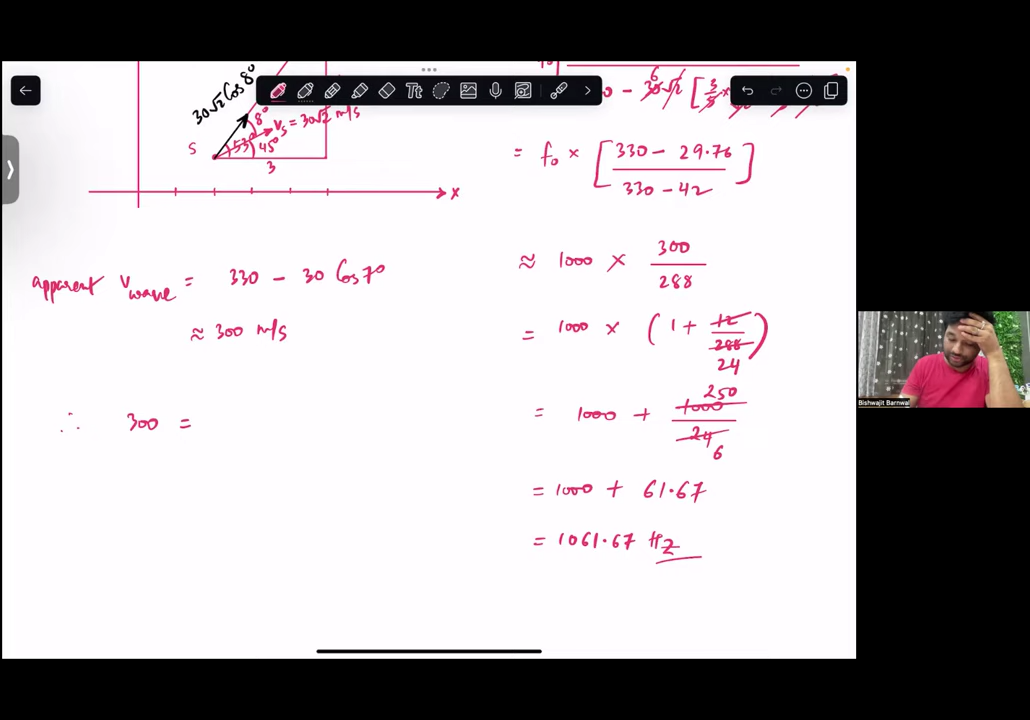 30√2 Cos 8°
8°
53°
45°
v_s = 30√2 m/s
S
3
x
Tt
= f₀ × [ (330 - 29.76) / (330 - 42) ]
≈ 1000 × 300/288
= 1000 × (1 + 12/288 24)
= 1000 + 1000/24 250/6
= 1000 + 61.67
= 1061.67 Hz
apparent v_wave = 330 - 30 Cos7°
≈ 300 m/s
∴ 300 =
Bishwajit Barnwal